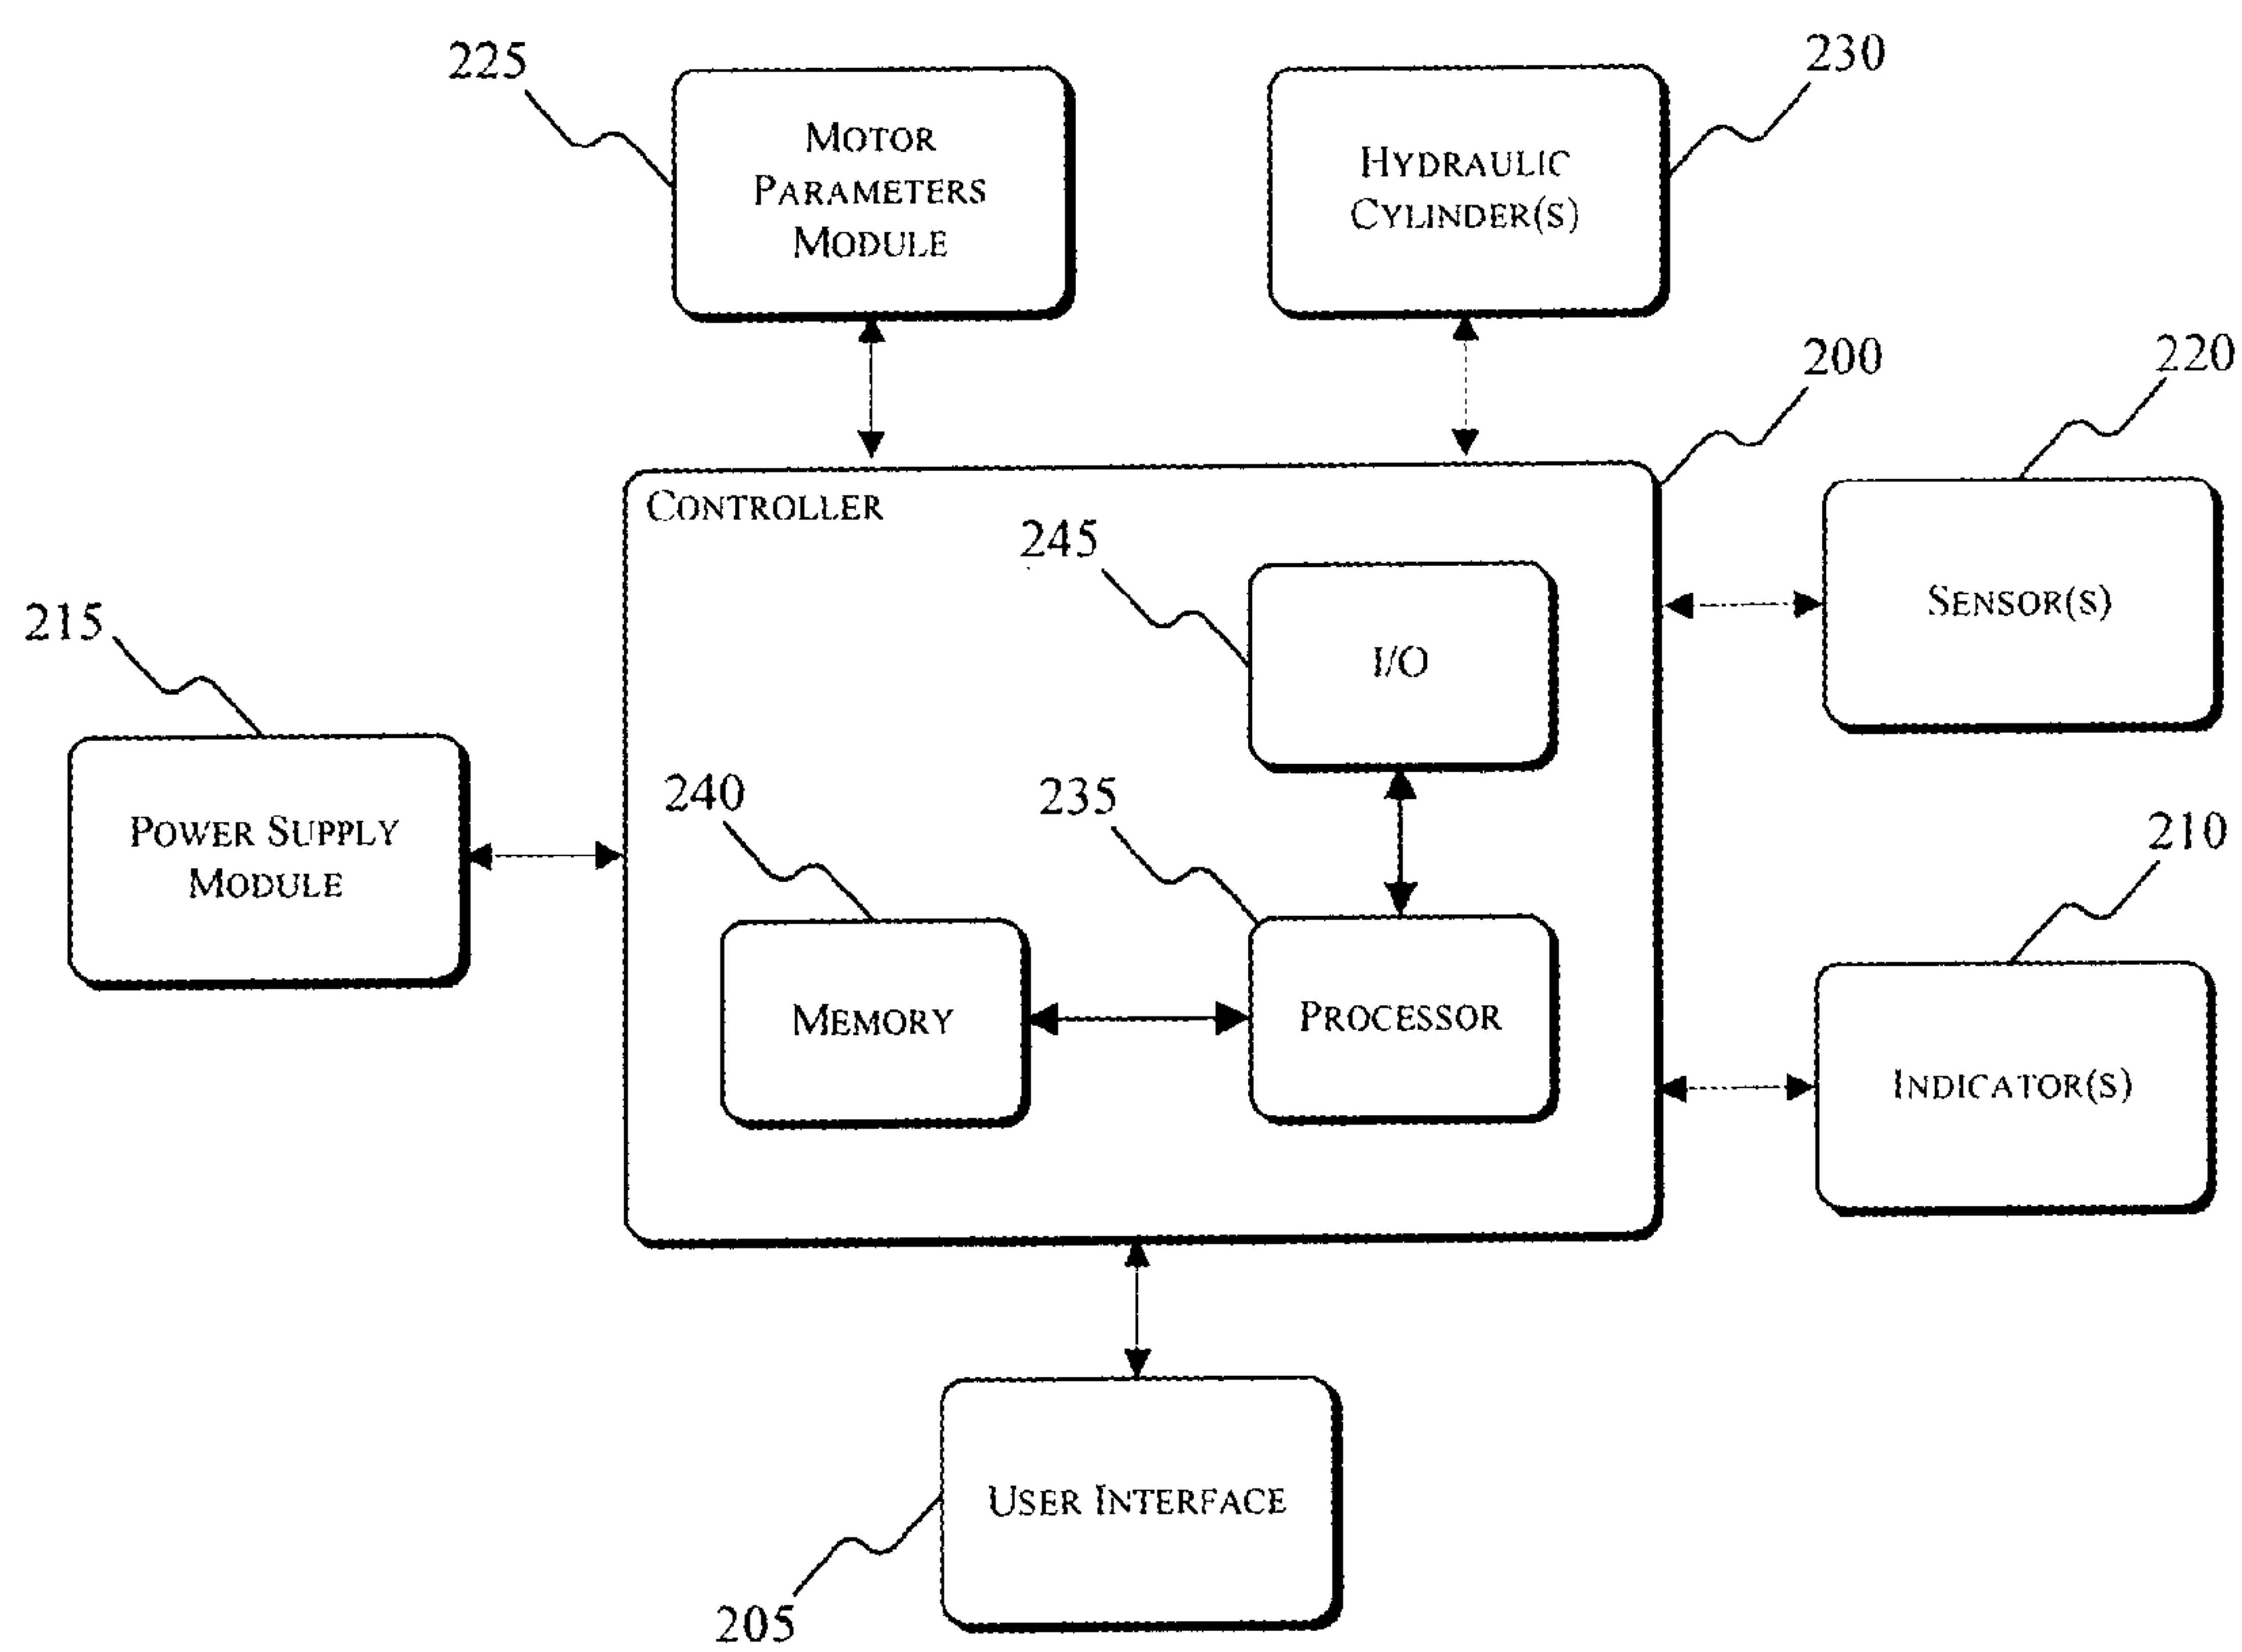 225
MOTOR
PARAMETERS
MODULE
230
HYDRAULIC
CYLINDER(S)
200
220
CONTROLLER
245
I/O
SENSOR(S)
215
POWER SUPPLY
MODULE
240
MEMORY
235
PROCESSOR
210
INDICATOR(S)
USER INTERFACE
205